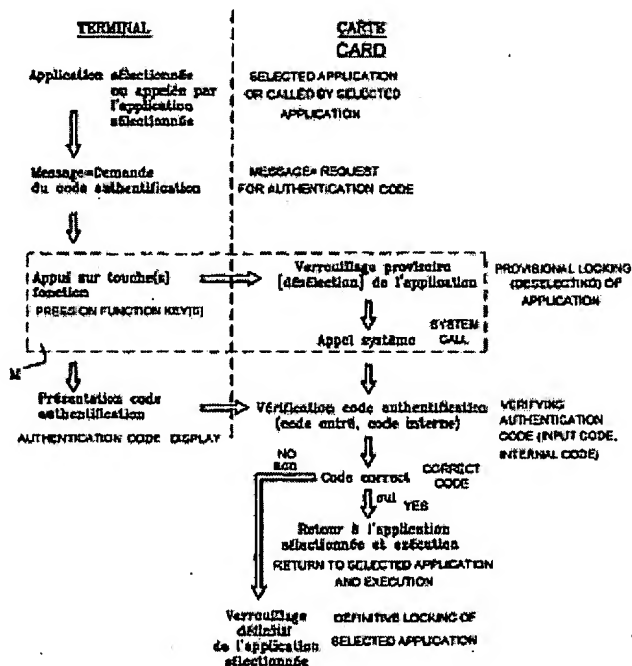 TERMINAL
CARTE
CARD
Application sélectionnée
ou appelée par
l'application
sélectionnée
SELECTED APPLICATION
OR CALLED BY SELECTED
APPLICATION
Message=Demande
du code authentification
MESSAGE= REQUEST
FOR AUTHENTICATION CODE
Appui sur touche(s)
fonction
PRESSION FUNCTION KEY[S]
Verrouillage provisoire
[désélection] de l'application
PROVISIONAL LOCKING
(DESELECTING) OF
APPLICATION
Appel système
SYSTEM
CALL
M
Présentation code
authentification
AUTHENTICATION CODE DISPLAY
Vérification code authentification
(code entré, code interne)
VERIFYING
AUTHENTICATION
CODE (INPUT CODE,
INTERNAL CODE)
NO
non
Code correct
CORRECT
CODE
oui
YES
Retour à l'application
sélectionnée et exécution
RETURN TO SELECTED APPLICATION
AND EXECUTION
Verrouillage
définitif
de l'application
sélectionnée
DEFINITIVE LOCKING OF
SELECTED APPLICATION